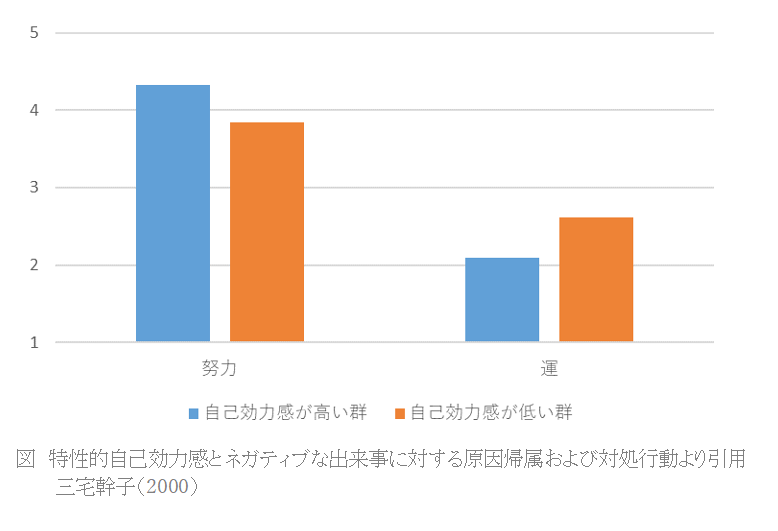 5
4
3
2
1
努力 運
自己効力感が高い群 自己効力感が低い群
図 特性的自己効力感とネガティブな出来事に対する原因帰属および対処行動より引用
三宅幹子（2000）